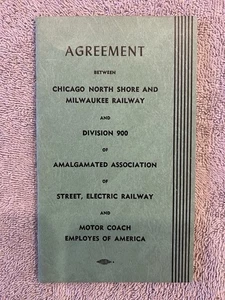 AGREEMENT
BETWEEN
CHICAGO NORTH SHORE AND
MILWAUKEE RAILWAY
AND
DIVISION 900
OF
AMALGAMATED ASSOCIATION
OF
STREET, ELECTRIC RAILWAY
AND
MOTOR COACH
EMPLOYES OF AMERICA